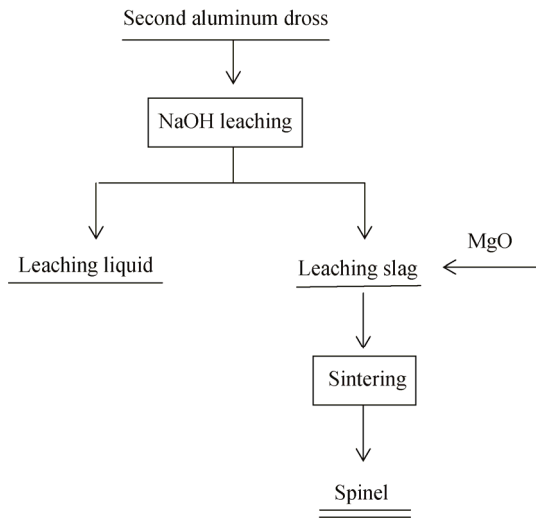 Second aluminum dross
NaOH leaching
Leaching liquid
Leaching slag
MgO
Sintering
Spinel